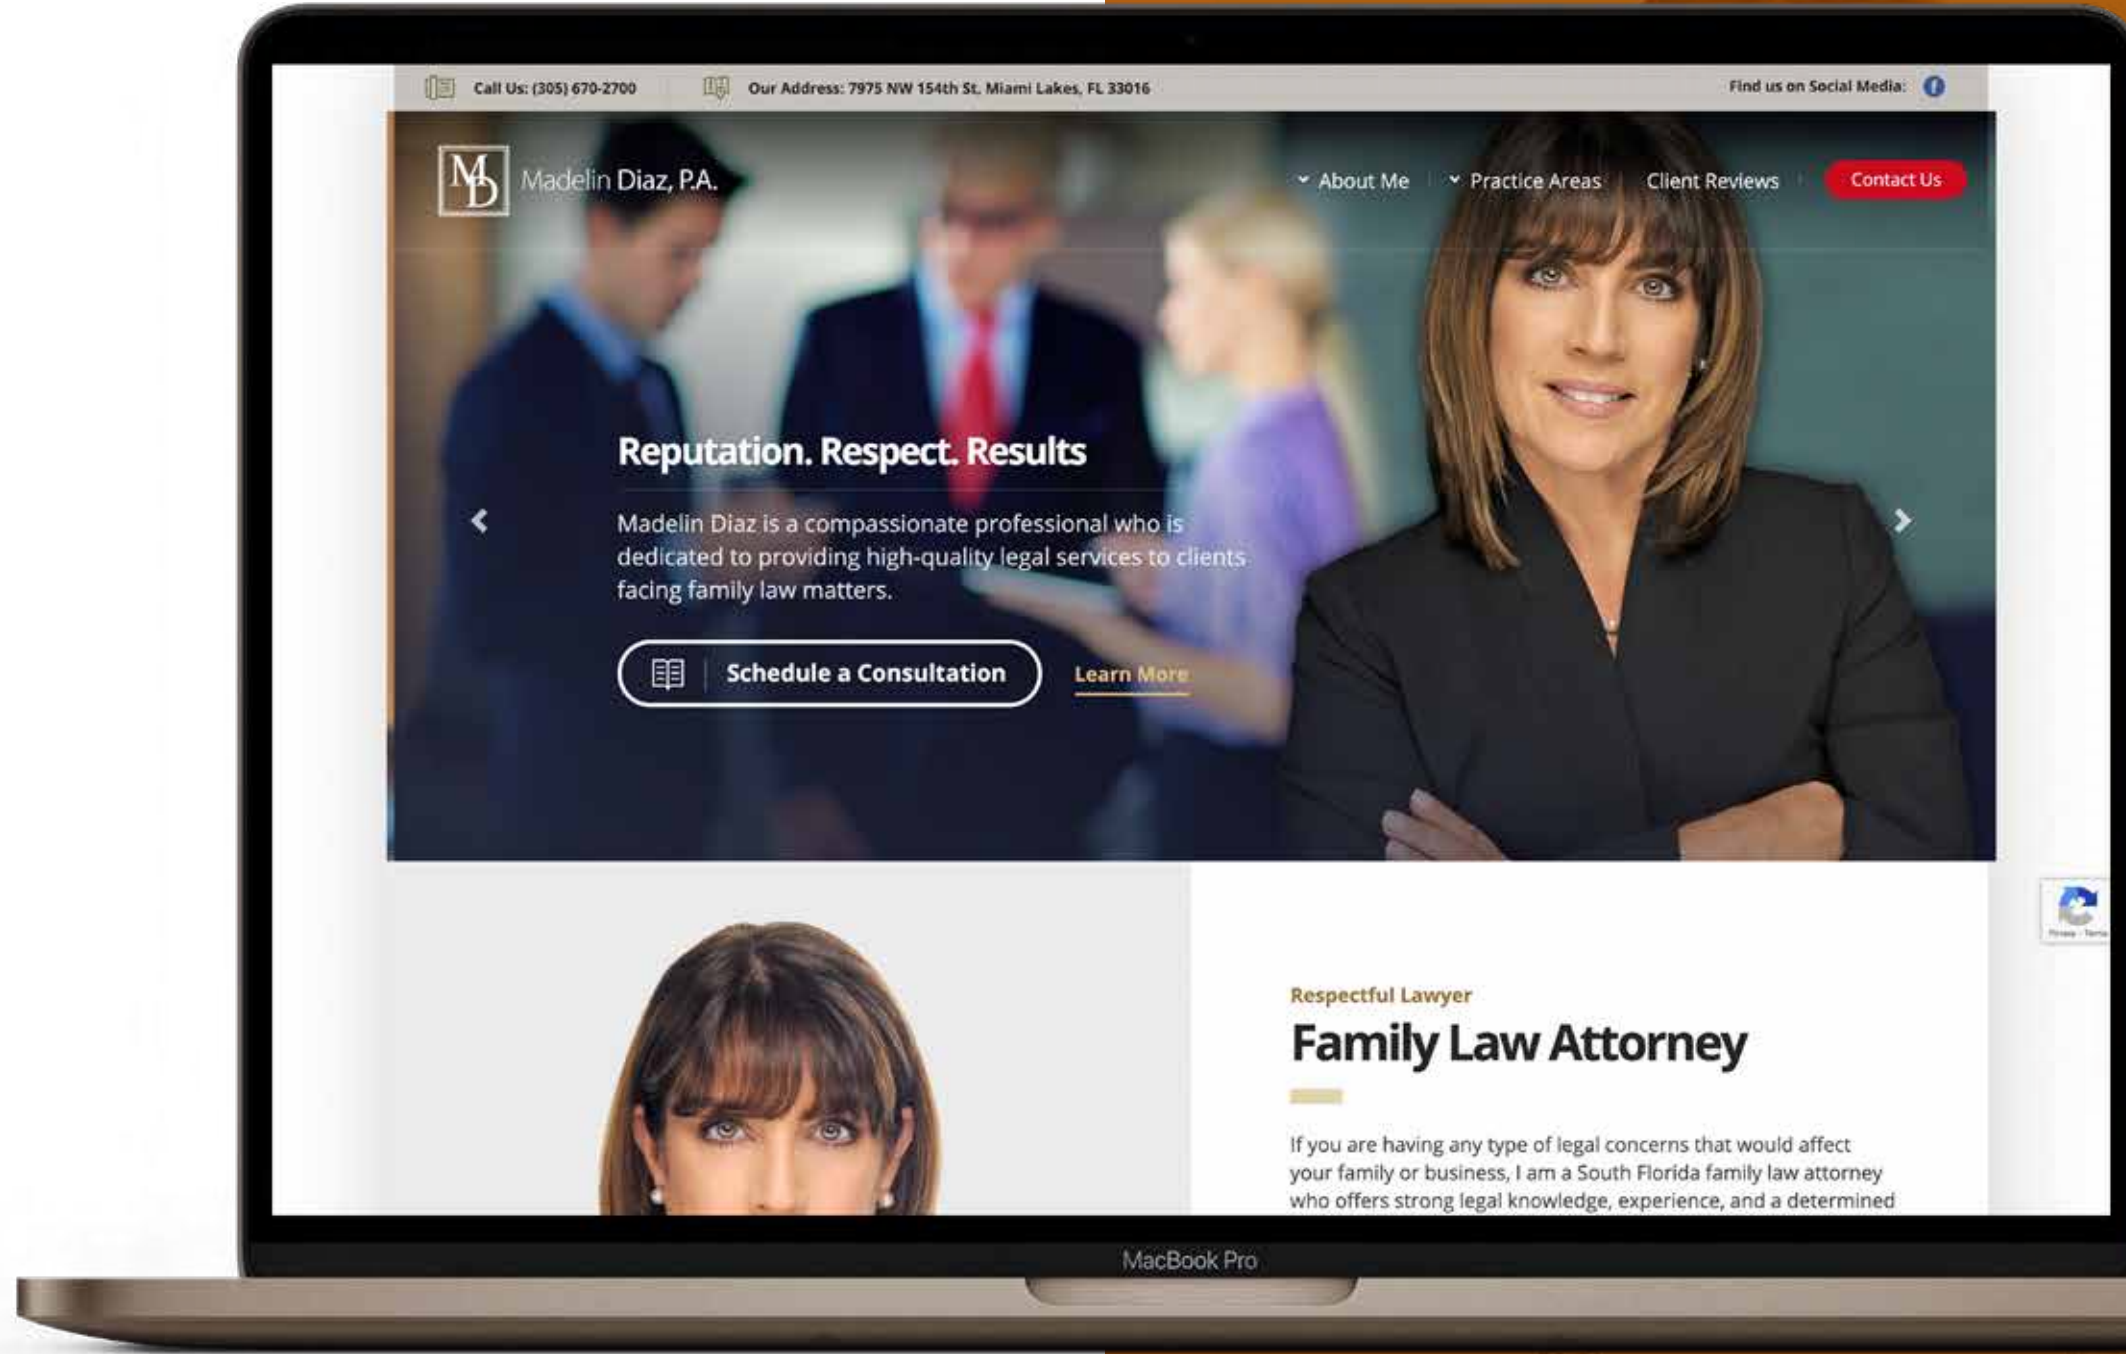 Call Us: (305) 670-2700
Our Address: 7975 NW 154th St. Miami Lakes, FL 33016
Find us on Social Media:
MD
Madelin Diaz, P.A.
About Me
Practice Areas
Client Reviews
Contact Us
Reputation. Respect. Results
Madelin Diaz is a compassionate professional who is
dedicated to providing high-quality legal services to clients
facing family law matters.
Schedule a Consultation
Learn More
Privacy - Terms
Respectful Lawyer
Family Law Attorney
If you are having any type of legal concerns that would affect
your family or business, I am a South Florida family law attorney
who offers strong legal knowledge, experience, and a determined
MacBook Pro